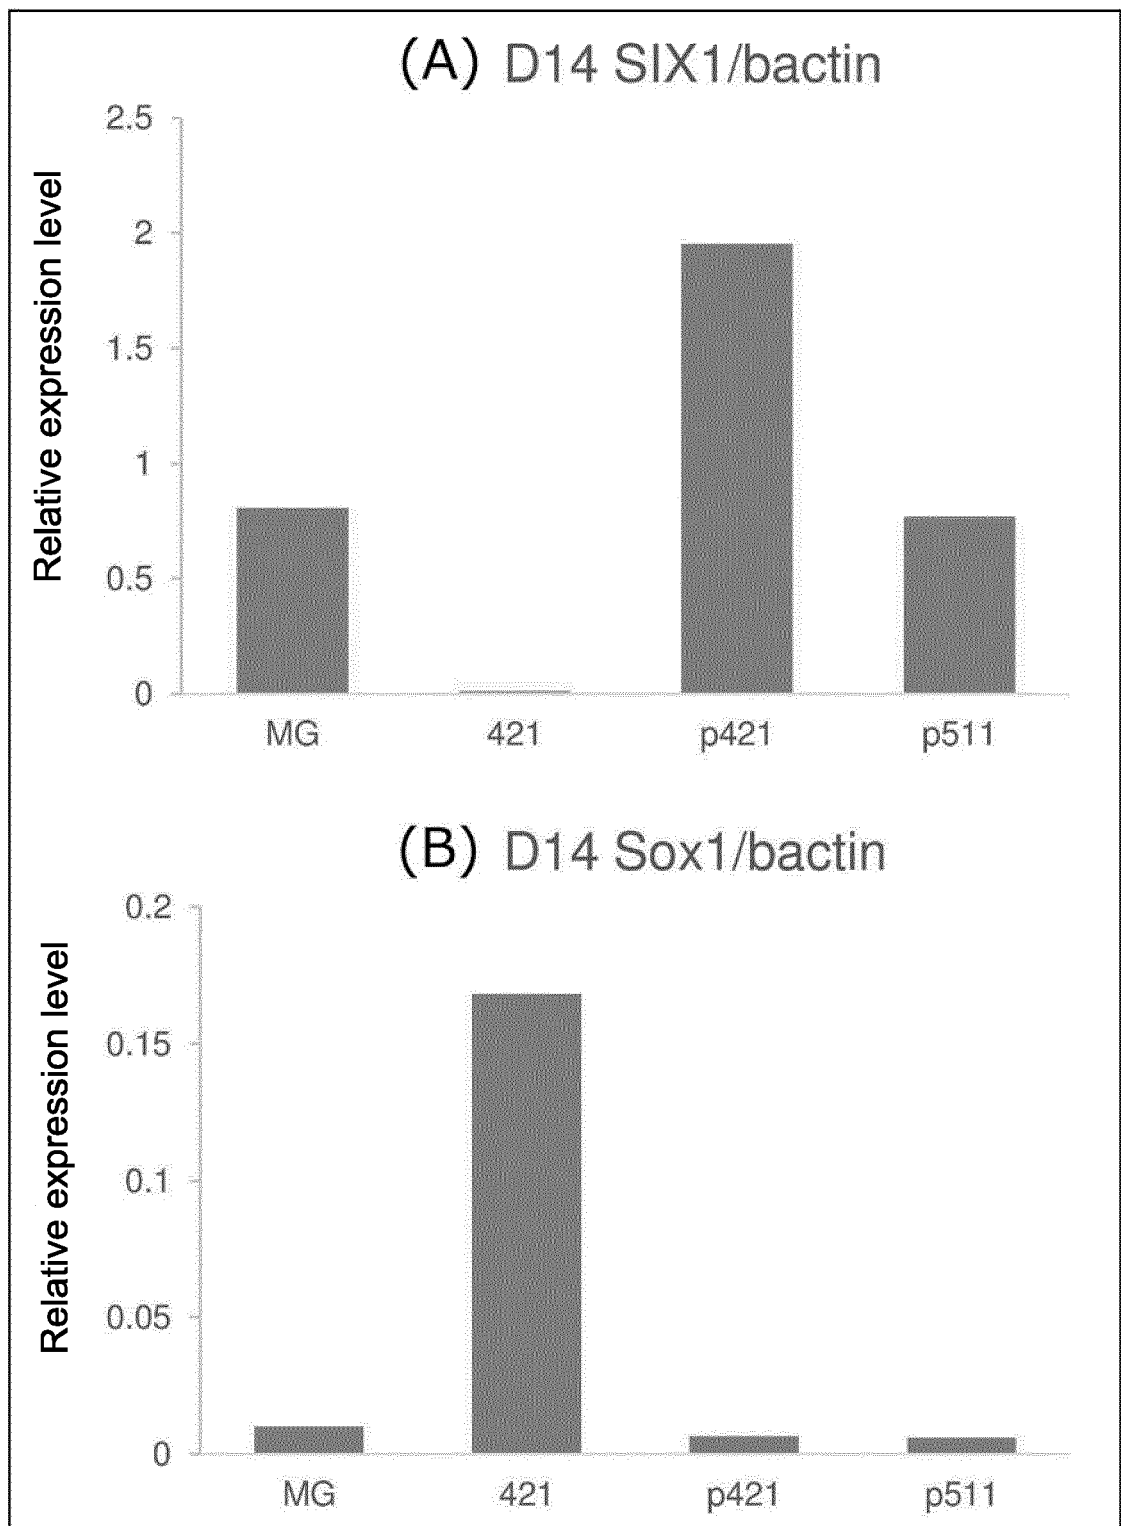 (A) D14 SIX1/bactin
Relative expression level
2.5
2
1.5
1
0.5
0
MG 421 p421 p511
(B) D14 Sox1/bactin
Relative expression level
0.2
0.15
0.1
0.05
0
MG 421 p421 p511